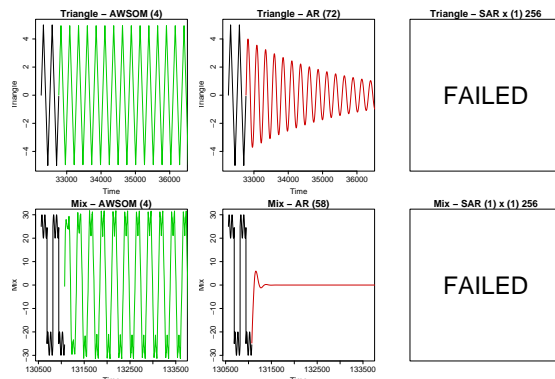 Triangle − AWSOM (4)
Triangle − AR (72)
Triangle − SAR x (1) 256
Triangle
−4 −2 0 2 4
33000 34000 35000 36000
Time
Triangle
−4 −2 0 2 4
33000 34000 35000 36000
Time
FAILED
Mix − AWSOM (4)
Mix − AR (58)
Mix − SAR (1) x (1) 256
Mix
−30 −20 −10 0 10 20 30
130500 131500 132500 133500
Time
Mix
−30 −20 −10 0 10 20 30
130500 131500 132500 133500
Time
FAILED